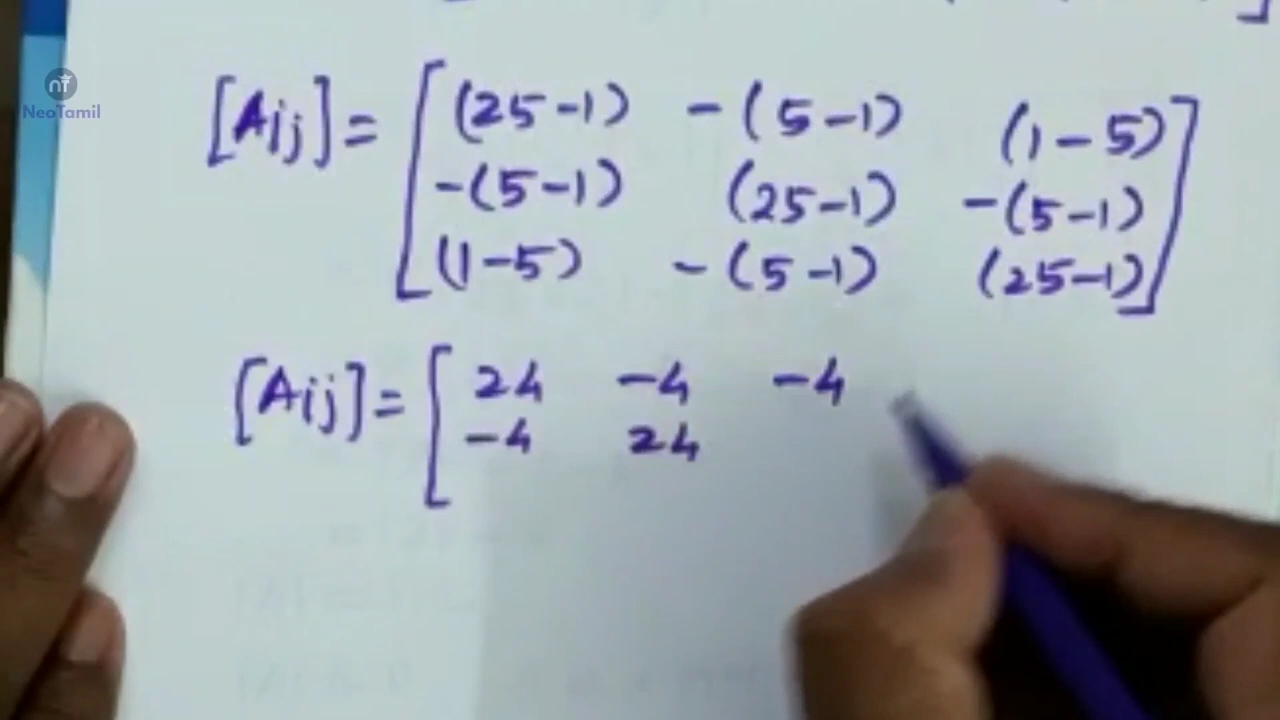 NeoTamil
[Aij] = [ (25-1) -(5-1) (1-5)
-(5-1) (25-1) -(5-1)
(1-5) -(5-1) (25-1) ]
[Aij] = [ 24 -4 -4
-4 24